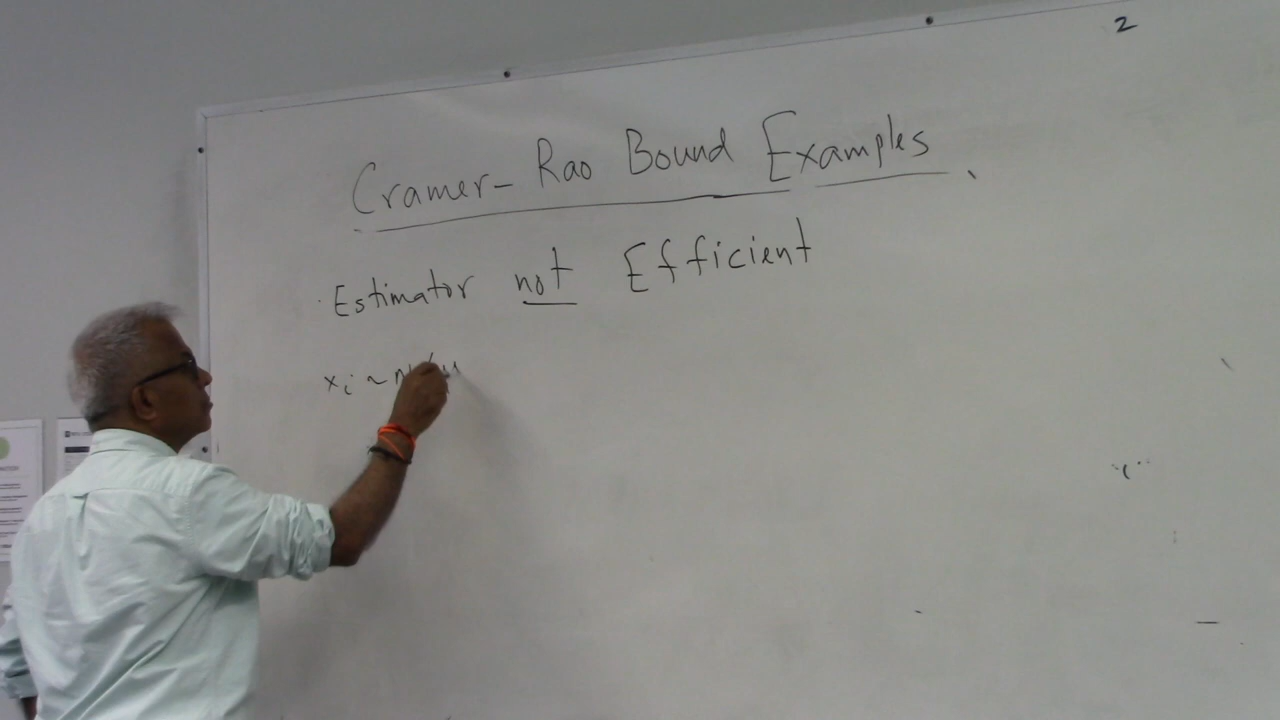 2
Cramer-Rao Bound Examples
Estimator not Efficient
xi ~ N(μ